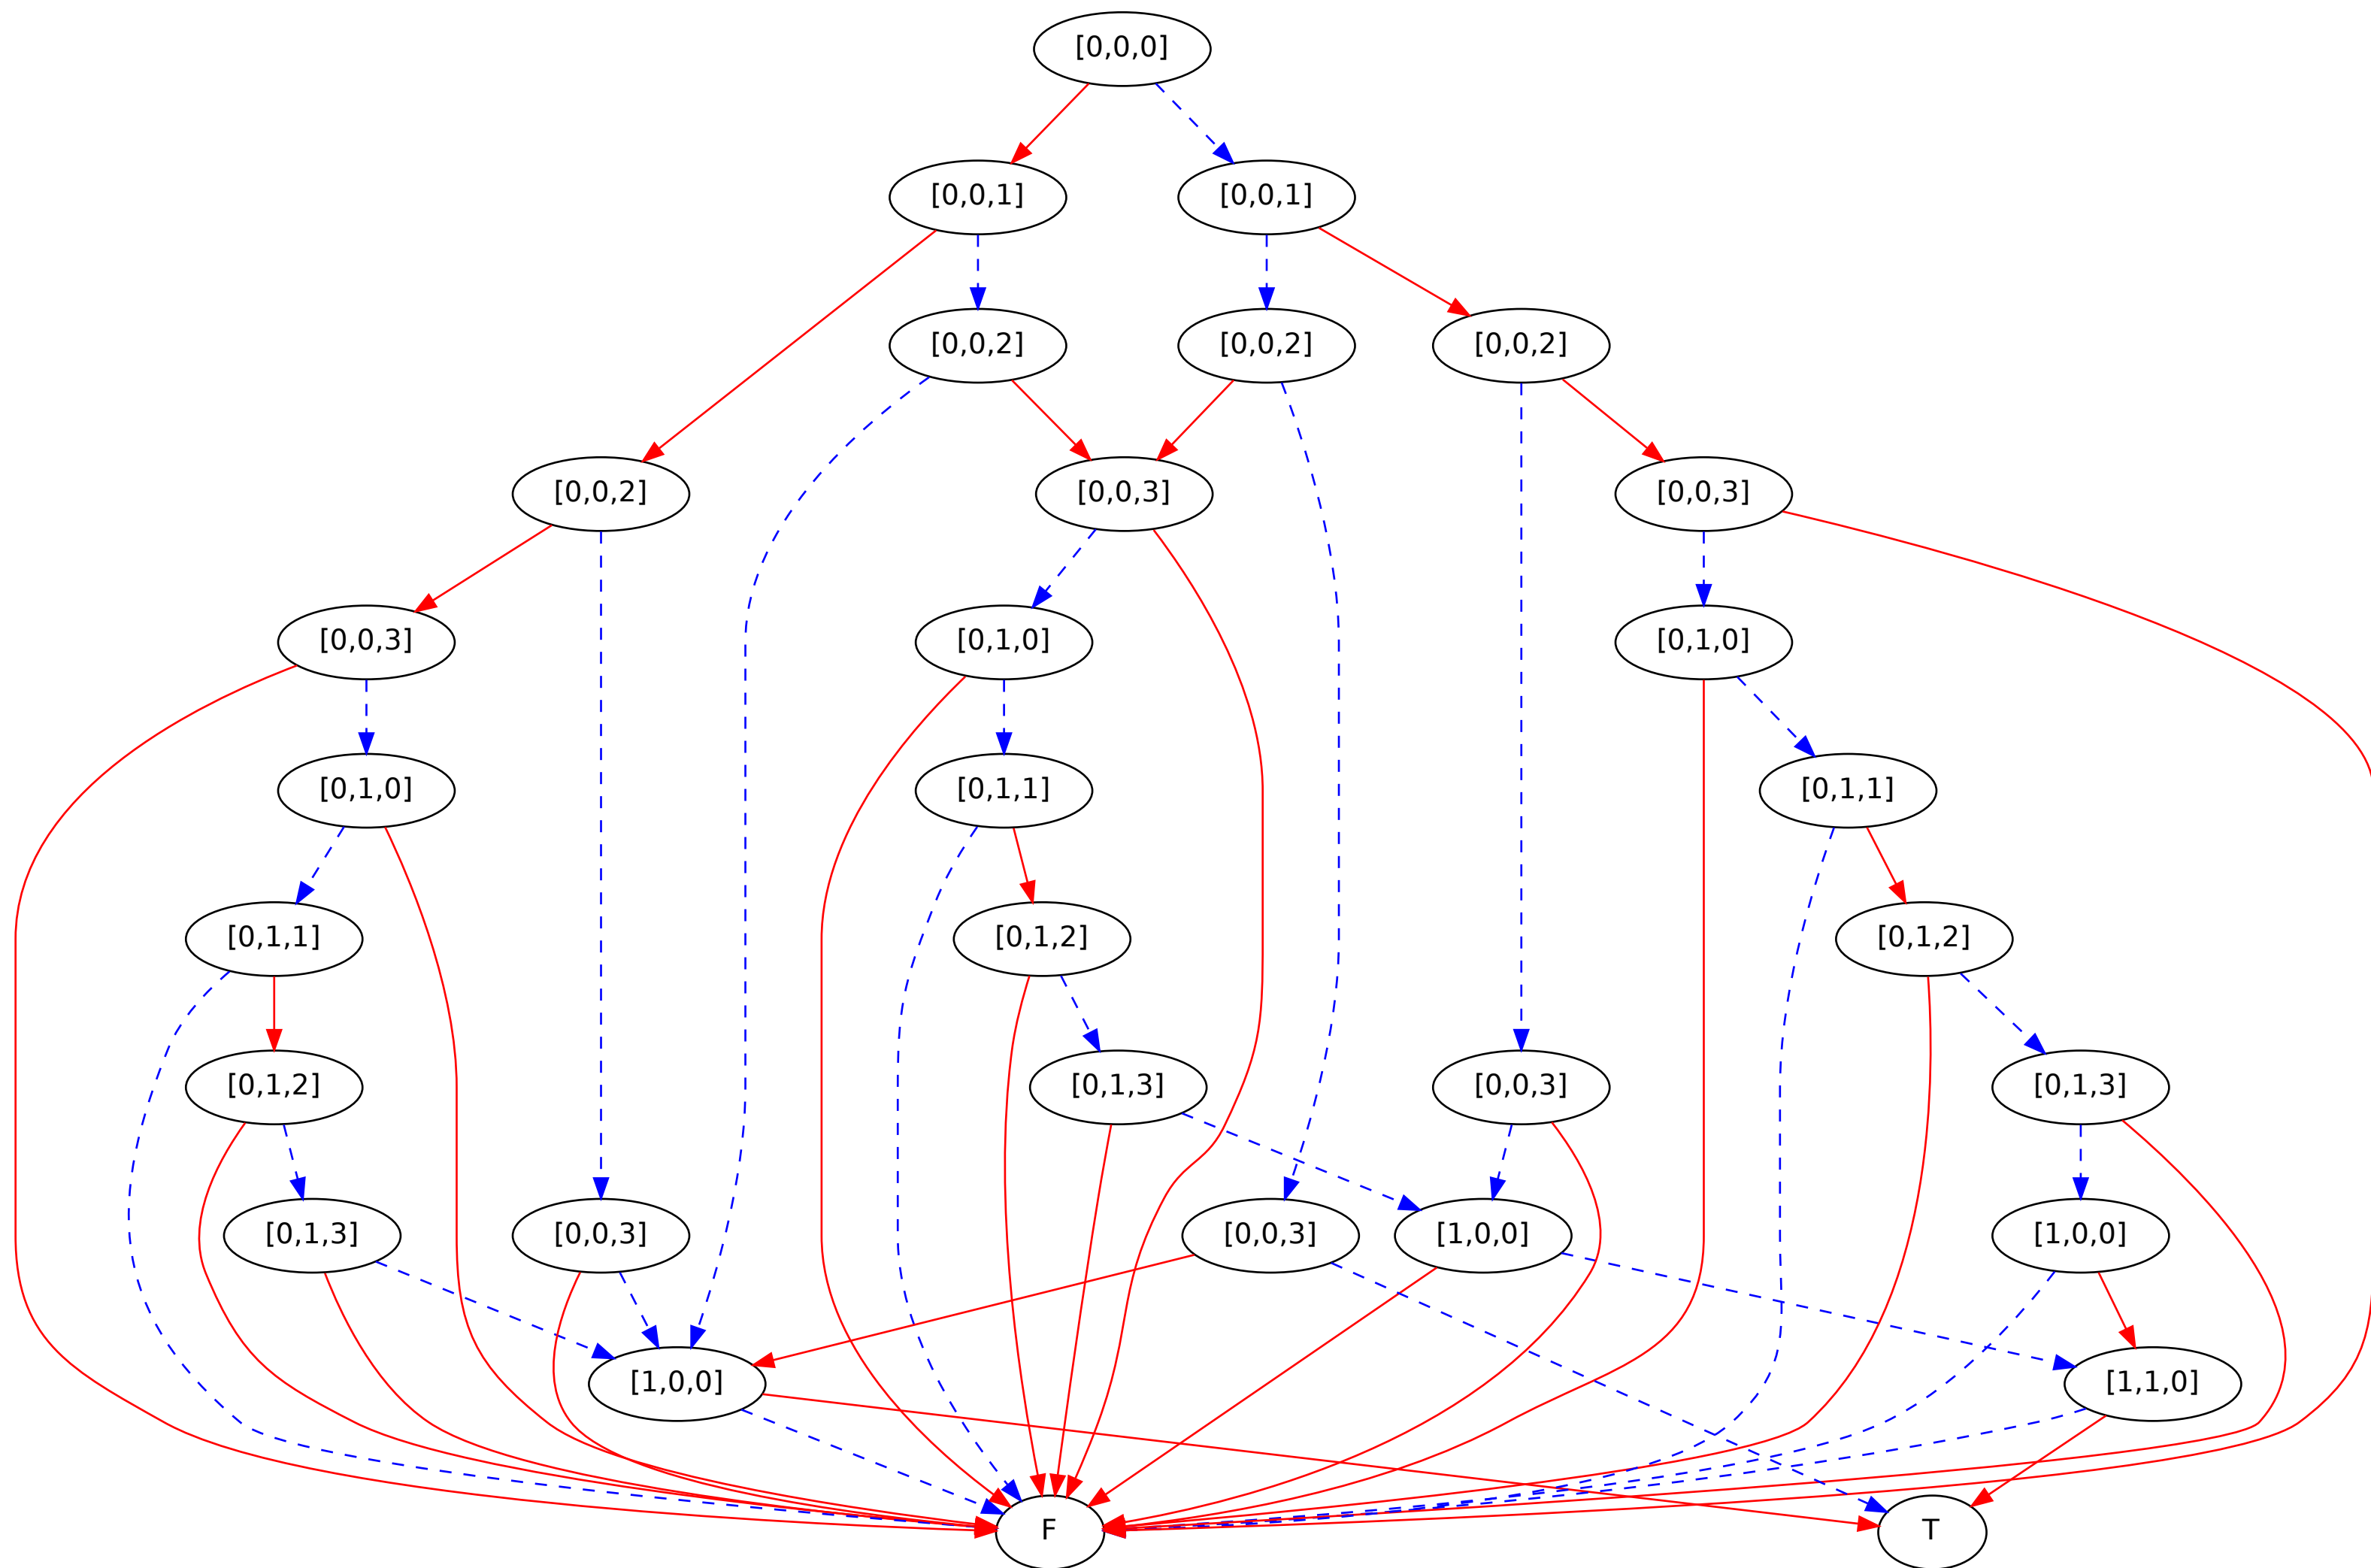 [0,0,0]
[0,0,1] [0,0,1]
[0,0,2] [0,0,2] [0,0,2]
[0,0,2] [0,0,3] [0,0,3]
[0,0,3] [0,1,0] [0,1,0]
[0,1,0] [0,1,1] [0,1,1]
[0,1,1] [0,1,2] [0,1,2]
[0,1,2] [0,1,3] [0,0,3] [0,1,3]
[0,1,3] [0,0,3] [0,0,3] [1,0,0] [1,0,0]
[1,0,0] [1,1,0]
F T